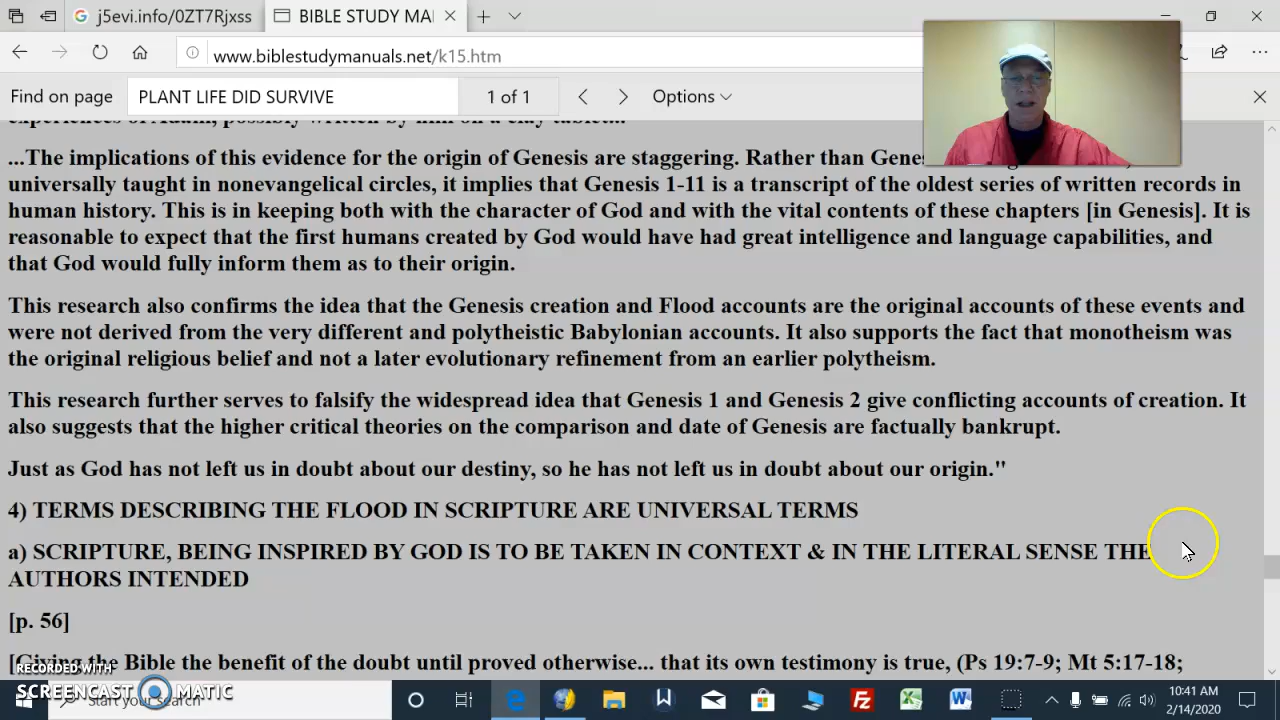 j5evi.info/0ZT7Rjxss
BIBLE STUDY MA
www.biblestudymanuals.net/k15.htm
Find on page
PLANT LIFE DID SURVIVE
1 of 1
Options
experiences of Adam, possibly written by him on a clay tablet...
...The implications of this evidence for the origin of Genesis are staggering. Rather than
universally taught in nonevangelical circles, it implies that Genesis 1-11 is a transcript of the oldest series of written records in
human history. This is in keeping both with the character of God and with the vital contents of these chapters [in Genesis]. It is
reasonable to expect that the first humans created by God would have had great intelligence and language capabilities, and
that God would fully inform them as to their origin.
This research also confirms the idea that the Genesis creation and Flood accounts are the original accounts of these events and
were not derived from the very different and polytheistic Babylonian accounts. It also supports the fact that monotheism was
the original religious belief and not a later evolutionary refinement from an earlier polytheism.
This research further serves to falsify the widespread idea that Genesis 1 and Genesis 2 give conflicting accounts of creation. It
also suggests that the higher critical theories on the comparison and date of Genesis are factually bankrupt.
Just as God has not left us in doubt about our destiny, so he has not left us in doubt about our origin."
4) TERMS DESCRIBING THE FLOOD IN SCRIPTURE ARE UNIVERSAL TERMS
a) SCRIPTURE, BEING INSPIRED BY GOD IS TO BE TAKEN IN CONTEXT & IN THE LITERAL SENSE THE
AUTHORS INTENDED
[p. 56]
[Giving the Bible the benefit of the doubt until proved otherwise... that its own testimony is true, (Ps 19:7-9; Mt 5:17-18;
RECORDED WITH
SCREENCAST MATIC
Start your search
10:41 AM
2/14/2020